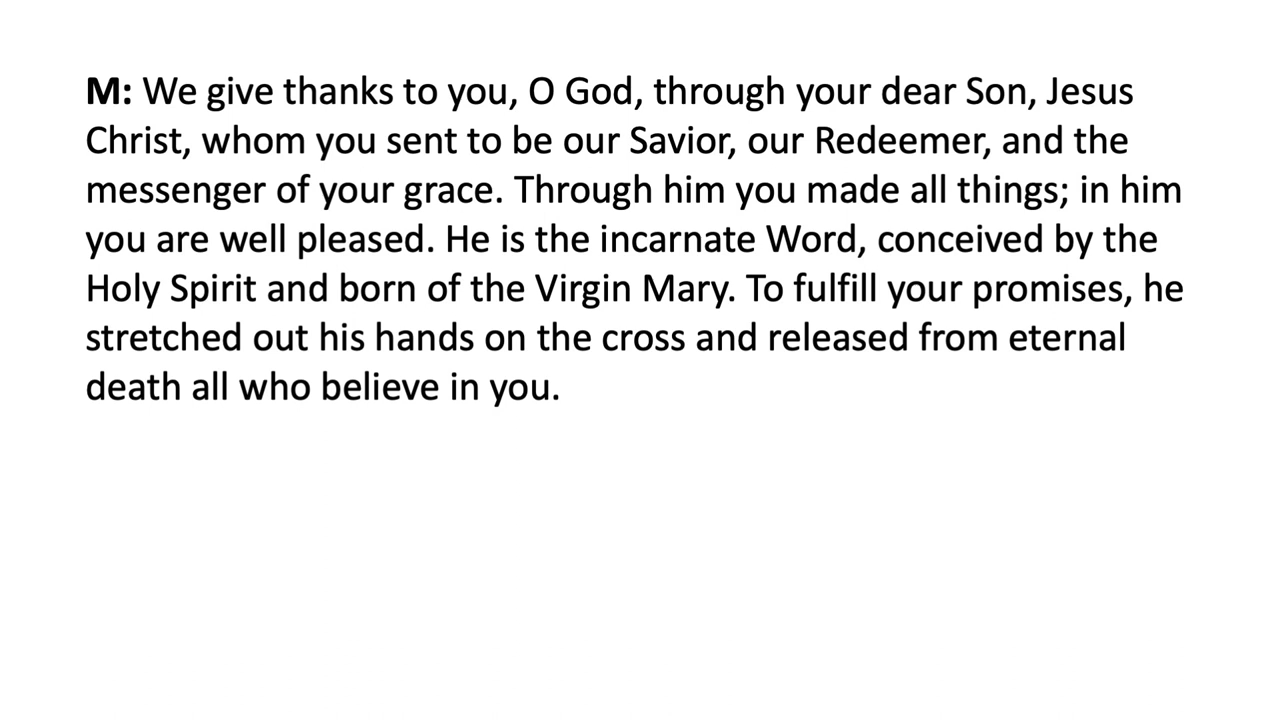 M: We give thanks to you, O God, through your dear Son, Jesus
Christ, whom you sent to be our Savior, our Redeemer, and the
messenger of your grace. Through him you made all things; in him
you are well pleased. He is the incarnate Word, conceived by the
Holy Spirit and born of the Virgin Mary. To fulfill your promises, he
stretched out his hands on the cross and released from eternal
death all who believe in you.